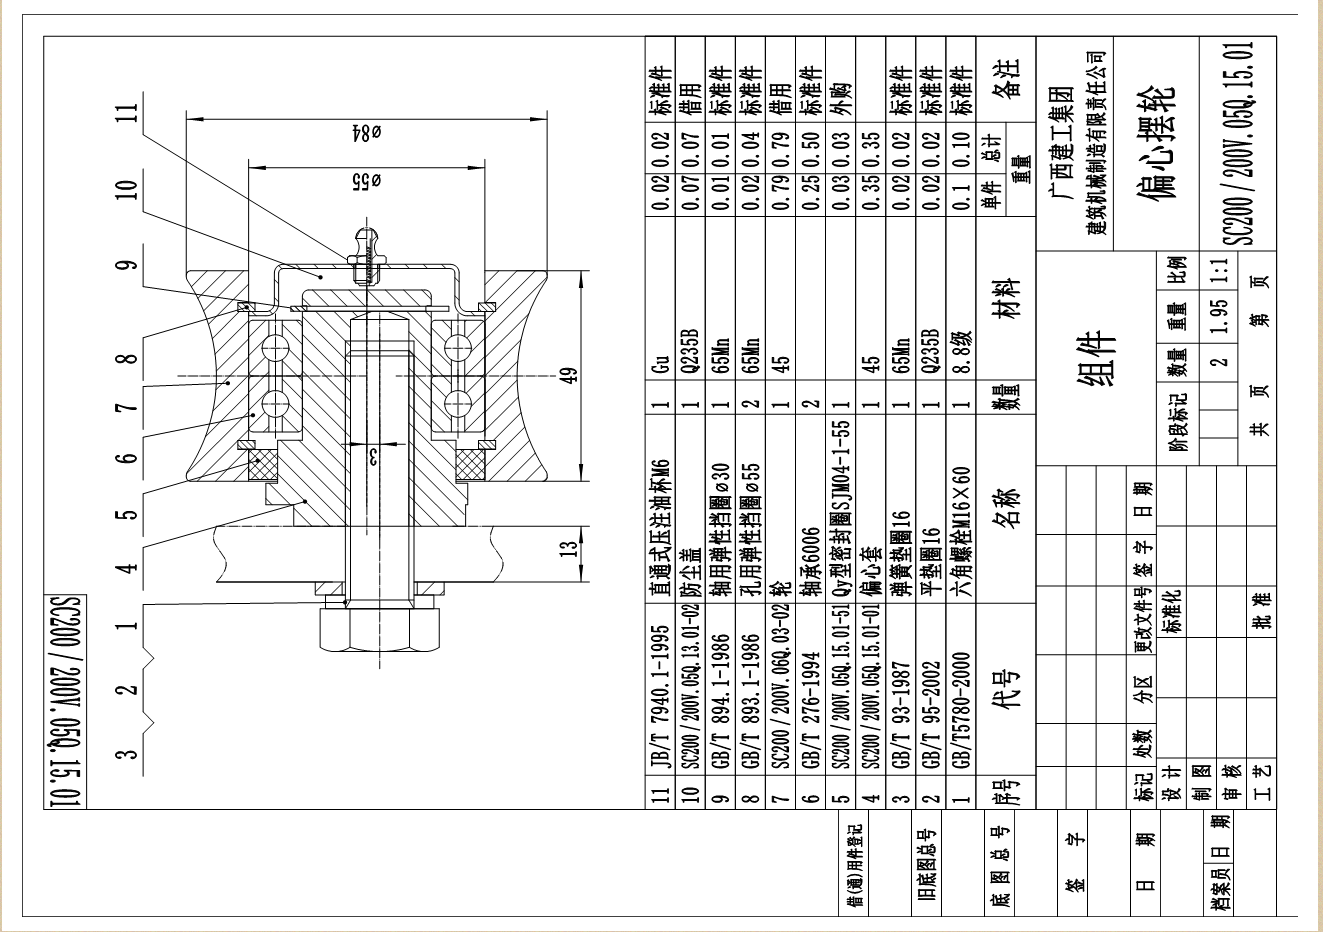 SC200/200V.05Q.15.01
3 2 1 4 5 6 7 8 9 10 11
ø84
ø55
49
13
3
11 JB/T 7940.1-1995 直通式压注油杯M6 1 Gu 0.02 0.02 标准件
10 SC200/200V.05Q.13.01-02 防尘盖 1 Q235B 0.07 0.07 借用
9 GB/T 894.1-1986 轴用弹性挡圈ø30 1 65Mn 0.01 0.01 标准件
8 GB/T 893.1-1986 孔用弹性挡圈ø55 2 65Mn 0.02 0.04 标准件
7 SC200/200V.06Q.03-02 轮 1 45 0.79 0.79 借用
6 GB/T 276-1994 轴承6006 2 0.25 0.50 标准件
5 SC200/200V.05Q.15.01-51 Qy型密封圈SJM04-1-55 1 0.03 0.03 外购
4 SC200/200V.05Q.15.01-01 偏心套 1 45 0.35 0.35
3 GB/T 93-1987 弹簧垫圈16 1 65Mn 0.02 0.02 标准件
2 GB/T 95-2002 平垫圈16 1 Q235B 0.02 0.02 标准件
1 GB/T5780-2000 六角螺栓M16×60 1 8.8级 0.1 0.10 标准件
序号 代号 名称 数量 材料 单件 总计 备注
重量
组件
广西建工集团
建筑机械制造有限责任公司
偏心摆轮
SC200/200V.05Q.15.01
标记 处数 分区 更改文件号 签字 日期
设计 标准化 阶段标记 数量 重量 比例
制图
审核 2 1.95 1:1
工艺 批准 共 页 第 页
借(通)用件登记
旧底图总号
底图总号
签 字
日 期
档案员 日 期